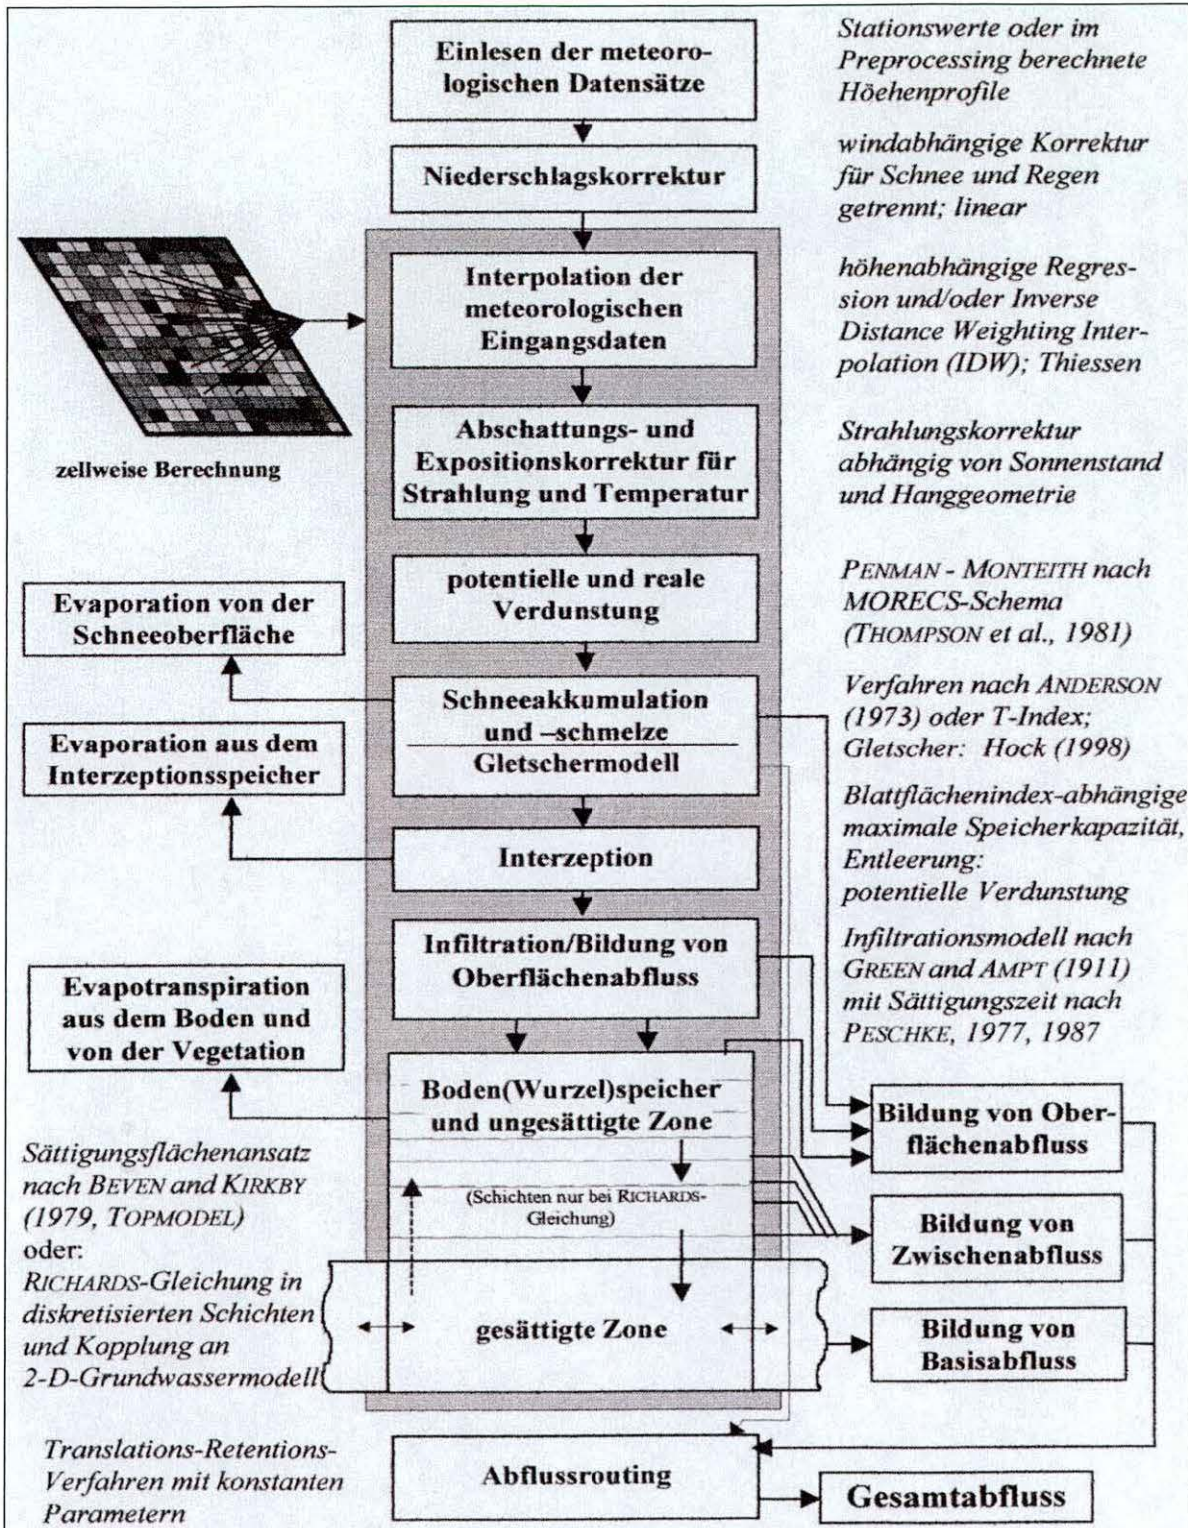 Einlesen der meteoro-
logischen Datensätze
Stationswerte oder im
Preprocessing berechnete
Höehenprofile
Niederschlagskorrektur
windabhängige Korrektur
für Schnee und Regen
getrennt; linear
zellweise Berechnung
Interpolation der
meteorologischen
Eingangsdaten
höhenabhängige Regres-
sion und/oder Inverse
Distance Weighting Inter-
polation (IDW); Thiessen
Abschattungs- und
Expositionskorrektur für
Strahlung und Temperatur
Strahlungskorrektur
abhängig von Sonnenstand
und Hanggeometrie
potentielle und reale
Verdunstung
PENMAN - MONTEITH nach
MORECS-Schema
(THOMPSON et al., 1981)
Evaporation von der
Schneeoberfläche
Schneeakkumulation
und –schmelze
Gletschermodell
Verfahren nach ANDERSON
(1973) oder T-Index;
Gletscher: Hock (1998)
Evaporation aus dem
Interzeptionsspeicher
Interzeption
Blattflächenindex-abhängige
maximale Speicherkapazität,
Entleerung:
potentielle Verdunstung
Infiltration/Bildung von
Oberflächenabfluss
Infiltrationsmodell nach
GREEN and AMPT (1911)
mit Sättigungszeit nach
PESCHKE, 1977, 1987
Evapotranspiration
aus dem Boden und
von der Vegetation
Boden(Wurzel)speicher
und ungesättigte Zone
(Schichten nur bei RICHARDS-
Gleichung)
Bildung von Ober-
flächenabfluss
Bildung von
Zwischenabfluss
Sättigungsflächenansatz
nach BEVEN and KIRKBY
(1979, TOPMODEL)
oder:
RICHARDS-Gleichung in
diskretisierten Schichten
und Kopplung an
2-D-Grundwassermodell
gesättigte Zone
Bildung von
Basisabfluss
Translations-Retentions-
Verfahren mit konstanten
Parametern
Abflussrouting
Gesamtabfluss